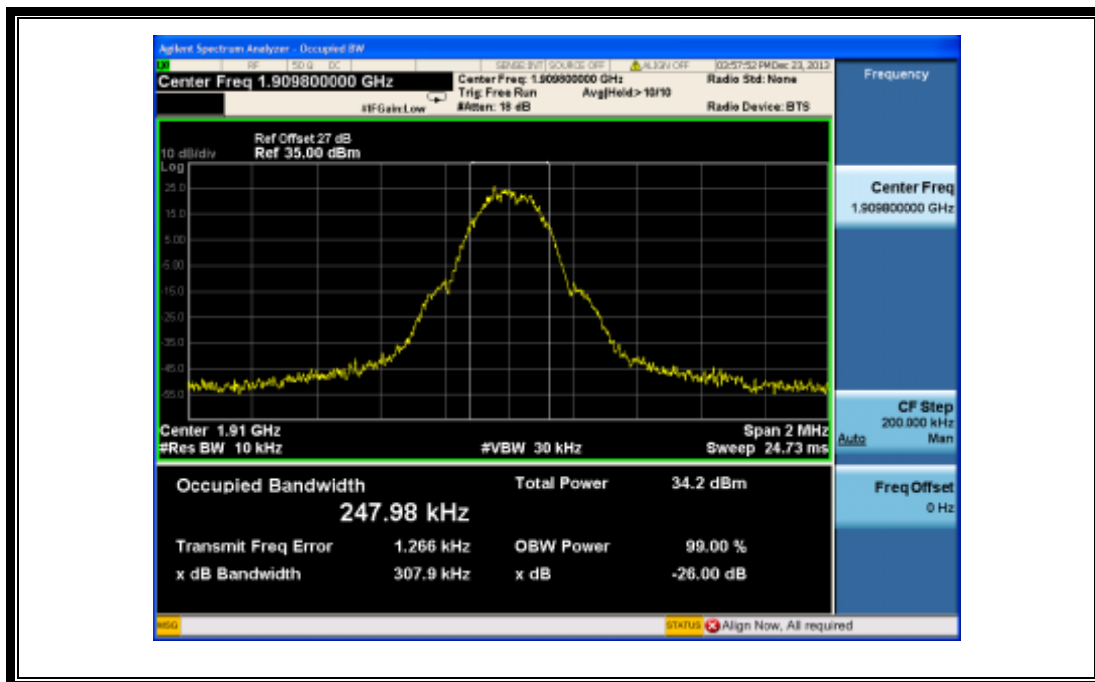 Agilent Spectrum Analyzer - Occupied BW
RF 50 Ω DC SENSE:INT SOURCE OFF ALIGN OFF 03:57:52 PM Dec 23, 2013
Center Freq 1.909800000 GHz
Center Freq: 1.909800000 GHz
Radio Std: None
Trig: Free Run Avg|Hold:> 10/10
#IFGain:Low
#Atten: 18 dB
Radio Device: BTS
Ref Offset 27 dB
10 dB/div Ref 35.00 dBm
Log
25.0
15.0
5.00
-5.00
-15.0
-25.0
-35.0
-45.0
-55.0
Center 1.91 GHz
Span 2 MHz
#Res BW 10 kHz
#VBW 30 kHz
Sweep 24.73 ms
Occupied Bandwidth
247.98 kHz
Total Power 34.2 dBm
Transmit Freq Error 1.266 kHz
OBW Power 99.00 %
x dB Bandwidth 307.9 kHz
x dB -26.00 dB
Frequency
Center Freq
1.909800000 GHz
CF Step
200.000 kHz
Auto Man
Freq Offset
0 Hz
MSG
STATUS Align Now, All required